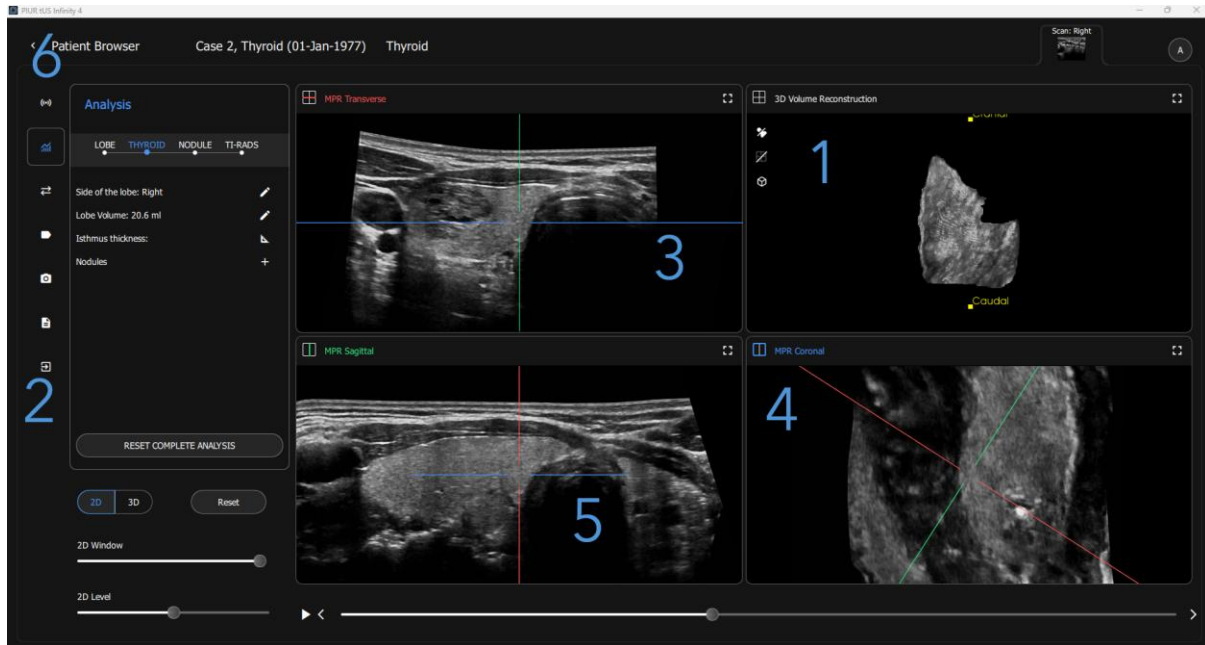 PIUR tUS Infinity 4
Patient Browser
Case 2, Thyroid (01-Jan-1977)
Thyroid
Scan: Right
A
6
Analysis
LOBE THYROID NODULE TI-RADS
Side of the lobe: Right
Lobe Volume: 20.6 ml
Isthmus thickness:
Nodules
RESET COMPLETE ANALYSIS
2
2D 3D Reset
2D Window
2D Level
MPR Transverse
3
3D Volume Reconstruction
Cranial
1
Caudal
MPR Sagittal
5
MPR Coronal
4